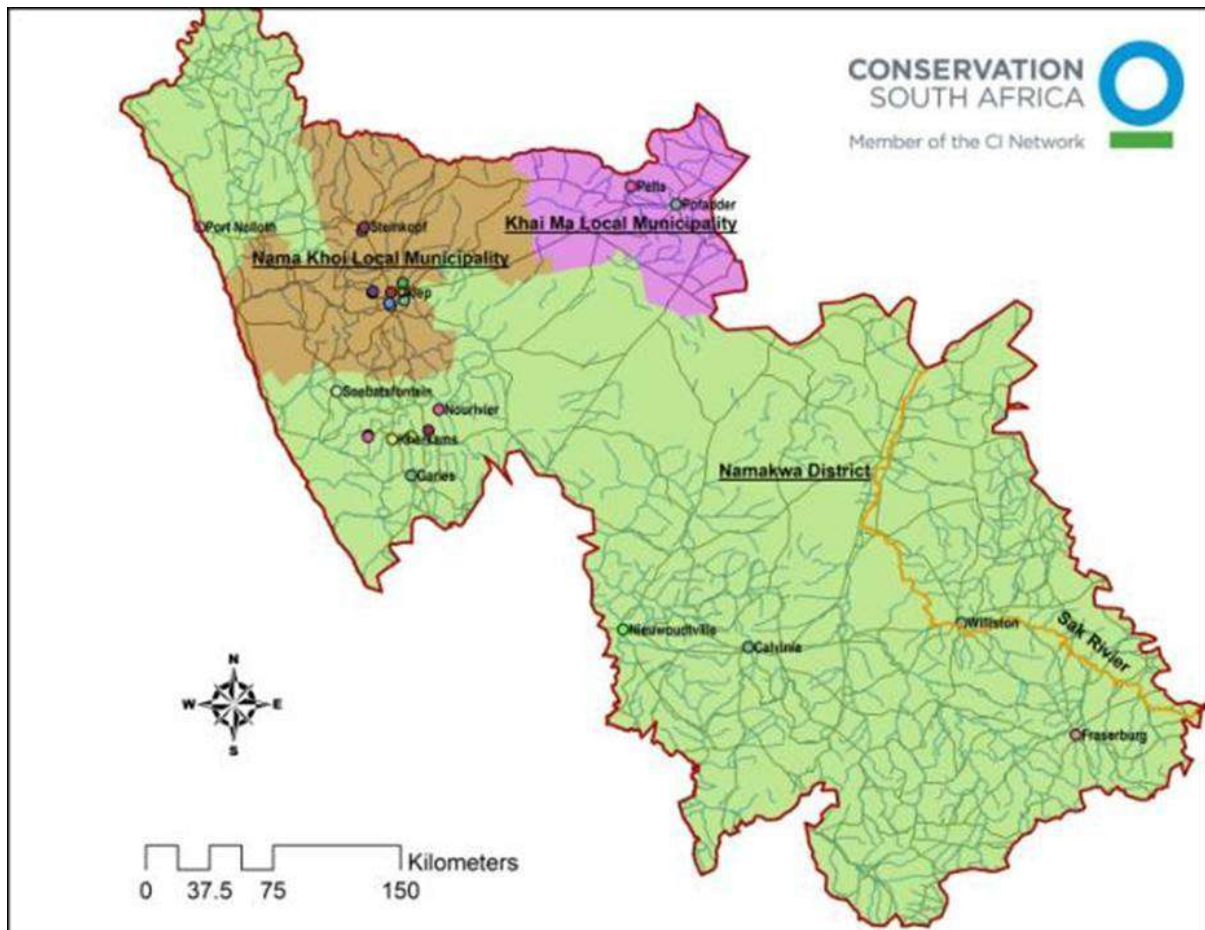 CONSERVATION
SOUTH AFRICA
Member of the CI Network
Pella
Pofadder
Port Nolloth
Steinkopf
Khai Ma Local Municipality
Nama Khoi Local Municipality
Soebatsfontein
Nourivier
Kharkams
Garies
Namakwa District
Nieuwoudtville
Calvinia
Williston
Sak Rivier
Fraserburg
N
W E
S
Kilometers
0 37.5 75 150